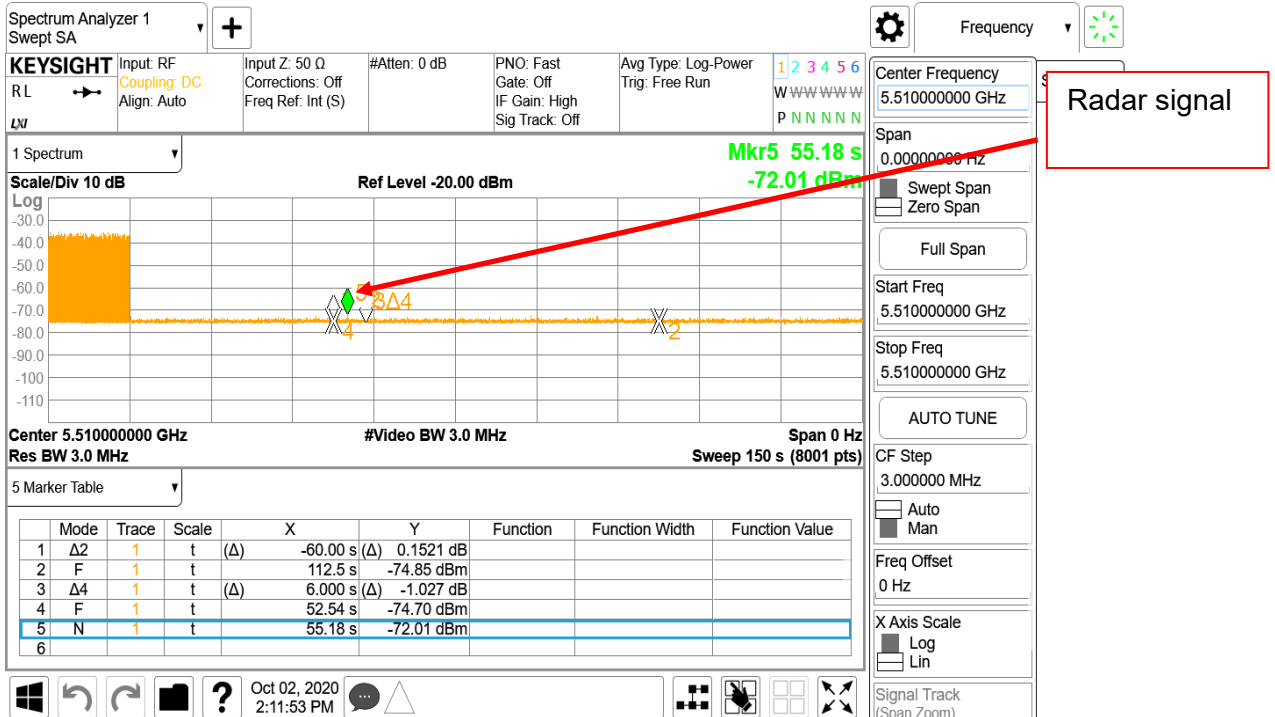 Spectrum Analyzer 1
Swept SA
Frequency
KEYSIGHT
RL
LXI
Input: RF
Coupling: DC
Align: Auto
Input Z: 50 Ω
Corrections: Off
Freq Ref: Int (S)
#Atten: 0 dB
PNO: Fast
Gate: Off
IF Gain: High
Sig Track: Off
Avg Type: Log-Power
Trig: Free Run
1 2 3 4 5 6
W W W W W W
P N N N N N
Center Frequency
5.510000000 GHz
Radar signal
1 Spectrum
Mkr5 55.18 s
-72.01 dBm
Scale/Div 10 dB
Ref Level -20.00 dBm
Log
-30.0
-40.0
-50.0
-60.0
-70.0
-80.0
-90.0
-100
-110
5
3Δ4
4
2
Center 5.510000000 GHz
#Video BW 3.0 MHz
Span 0 Hz
Res BW 3.0 MHz
Sweep 150 s (8001 pts)
Span
0.00000000 Hz
Swept Span
Zero Span
Full Span
Start Freq
5.510000000 GHz
Stop Freq
5.510000000 GHz
AUTO TUNE
CF Step
3.000000 MHz
Auto
Man
Freq Offset
0 Hz
X Axis Scale
Log
Lin
Signal Track
(Span Zoom)
5 Marker Table
Mode Trace Scale X Y Function Function Width Function Value
1 Δ2 1 t (Δ) -60.00 s (Δ) 0.1521 dB
2 F 1 t 112.5 s -74.85 dBm
3 Δ4 1 t (Δ) 6.000 s (Δ) -1.027 dB
4 F 1 t 52.54 s -74.70 dBm
5 N 1 t 55.18 s -72.01 dBm
6
?
Oct 02, 2020
2:11:53 PM